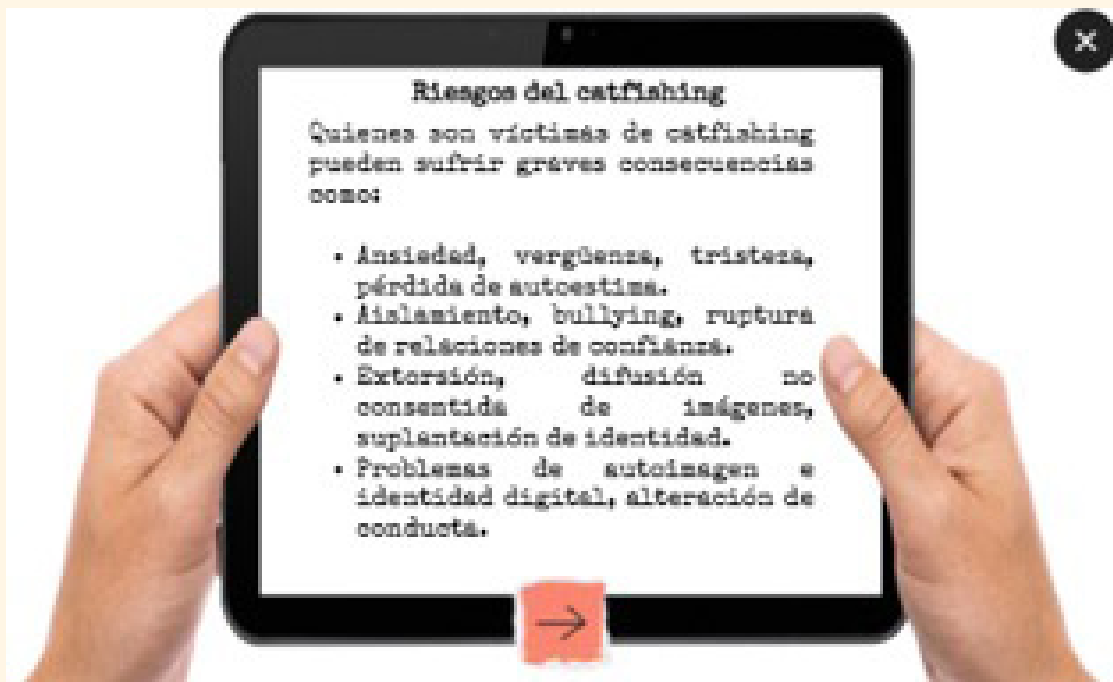 Riesgos del catfishing
Quienes son víctimas de catfishing
pueden sufrir graves consecuencias
como:
• Ansiedad, vergüenza, tristeza,
pérdida de autoestima.
• Aislamiento, bullying, ruptura
de relaciones de confianza.
• Extorsión, difusión no
consentida de imágenes,
suplantación de identidad.
• Problemas de autoimagen e
identidad digital, alteración de
conducta.